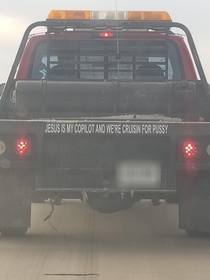 JESUS IS MY COPILOT AND WE'RE CRUISIN FOR PUSSY